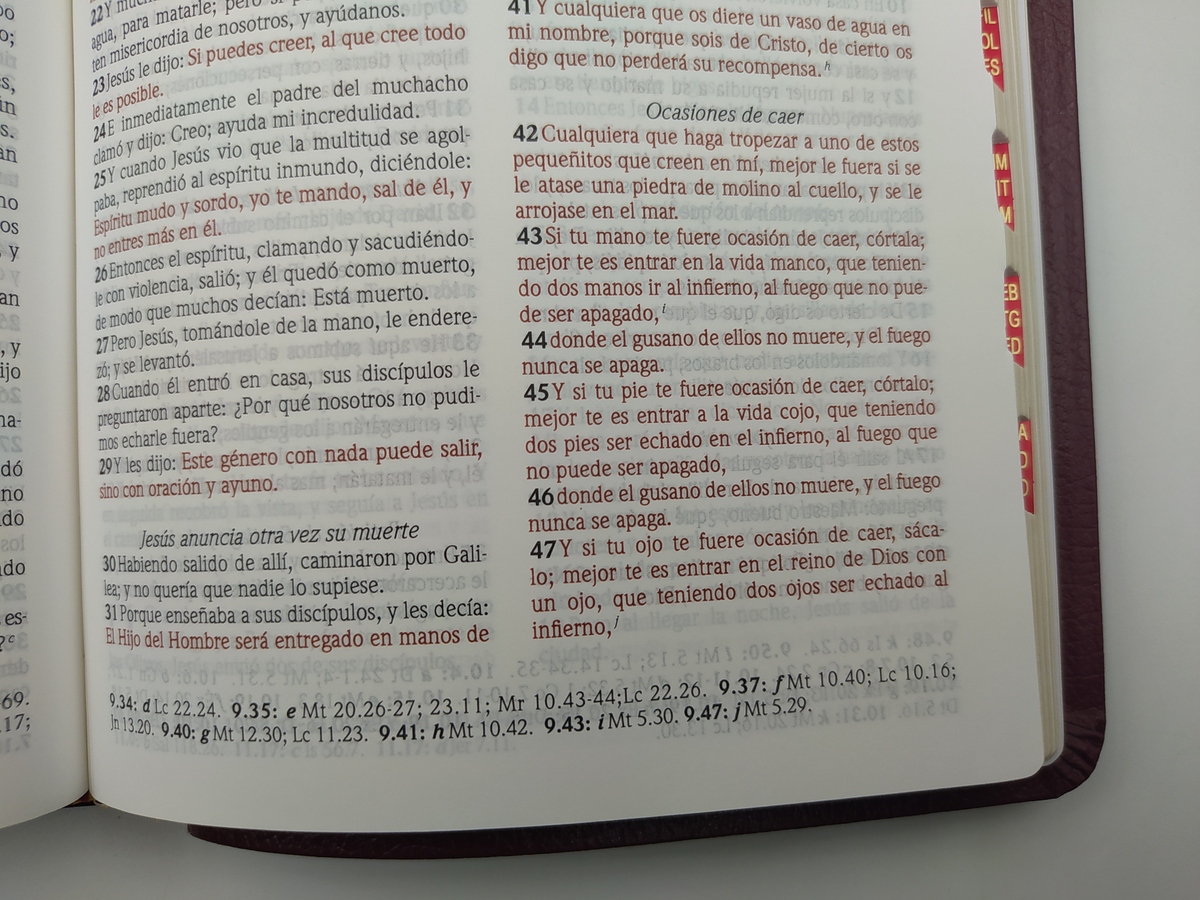 agua, para matarle; pero si
ten misericordia de nosotros, y ayúdanos.
23 Jesús le dijo: Si puedes creer, al que cree todo
le es posible.
24 E inmediatamente el padre del muchacho
clamó y dijo: Creo; ayuda mi incredulidad.
25 Y cuando Jesús vio que la multitud se agol-
paba, reprendió al espíritu inmundo, diciéndole:
Espíritu mudo y sordo, yo te mando, sal de él, y
no entres más en él.
26 Entonces el espíritu, clamando y sacudiéndo-
le con violencia, salió; y él quedó como muerto,
de modo que muchos decían: Está muerto.
27 Pero Jesús, tomándole de la mano, le endere-
zó; y se levantó.
28 Cuando él entró en casa, sus discípulos le
preguntaron aparte: ¿Por qué nosotros no pudi-
mos echarle fuera?
29 Y les dijo: Este género con nada puede salir,
sino con oración y ayuno.
Jesús anuncia otra vez su muerte
30 Habiendo salido de allí, caminaron por Gali-
lea; y no quería que nadie lo supiese.
31 Porque enseñaba a sus discípulos, y les decía:
El Hijo del Hombre será entregado en manos de
41 Y cualquiera que os diere un vaso de agua en
mi nombre, porque sois de Cristo, de cierto os
digo que no perderá su recompensa.h
Ocasiones de caer
42 Cualquiera que haga tropezar a uno de estos
pequeñitos que creen en mí, mejor le fuera si se
le atase una piedra de molino al cuello, y se le
arrojase en el mar.
43 Si tu mano te fuere ocasión de caer, córtala;
mejor te es entrar en la vida manco, que tenien-
do dos manos ir al infierno, al fuego que no pue-
de ser apagado,i
44 donde el gusano de ellos no muere, y el fuego
nunca se apaga.
45 Y si tu pie te fuere ocasión de caer, córtalo;
mejor te es entrar a la vida cojo, que teniendo
dos pies ser echado en el infierno, al fuego que
no puede ser apagado,
46 donde el gusano de ellos no muere, y el fuego
nunca se apaga.
47 Y si tu ojo te fuere ocasión de caer, sáca-
lo; mejor te es entrar en el reino de Dios con
un ojo, que teniendo dos ojos ser echado al
infierno,j
9.34: d Lc 22.24. 9.35: e Mt 20.26-27; 23.11; Mr 10.43-44;Lc 22.26. 9.37: f Mt 10.40; Lc 10.16;
Jn 13.20. 9.40: g Mt 12.30; Lc 11.23. 9.41: h Mt 10.42. 9.43: i Mt 5.30. 9.47: j Mt 5.29.